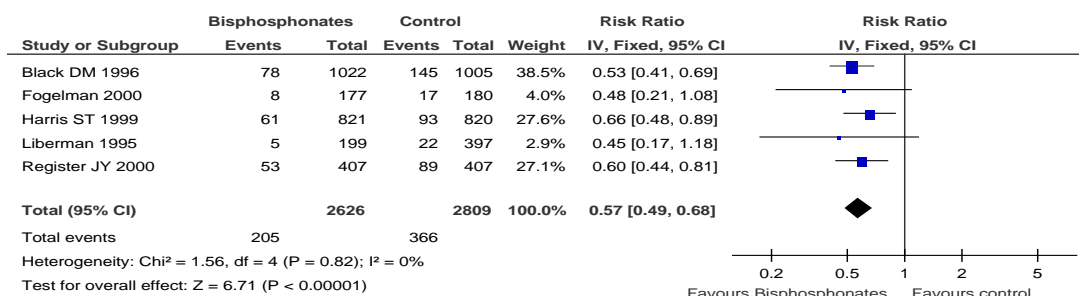 Bisphosphonates Control Risk Ratio Risk Ratio
Study or Subgroup Events Total Events Total Weight IV, Fixed, 95% CI IV, Fixed, 95% CI
Black DM 1996 78 1022 145 1005 38.5% 0.53 [0.41, 0.69]
Fogelman 2000 8 177 17 180 4.0% 0.48 [0.21, 1.08]
Harris ST 1999 61 821 93 820 27.6% 0.66 [0.48, 0.89]
Liberman 1995 5 199 22 397 2.9% 0.45 [0.17, 1.18]
Register JY 2000 53 407 89 407 27.1% 0.60 [0.44, 0.81]
Total (95% CI) 2626 2809 100.0% 0.57 [0.49, 0.68]
Total events 205 366
Heterogeneity: Chi² = 1.56, df = 4 (P = 0.82); I² = 0%
Test for overall effect: Z = 6.71 (P < 0.00001)
0.2 0.5 1 2 5
Favours Bisphosphonates Favours control